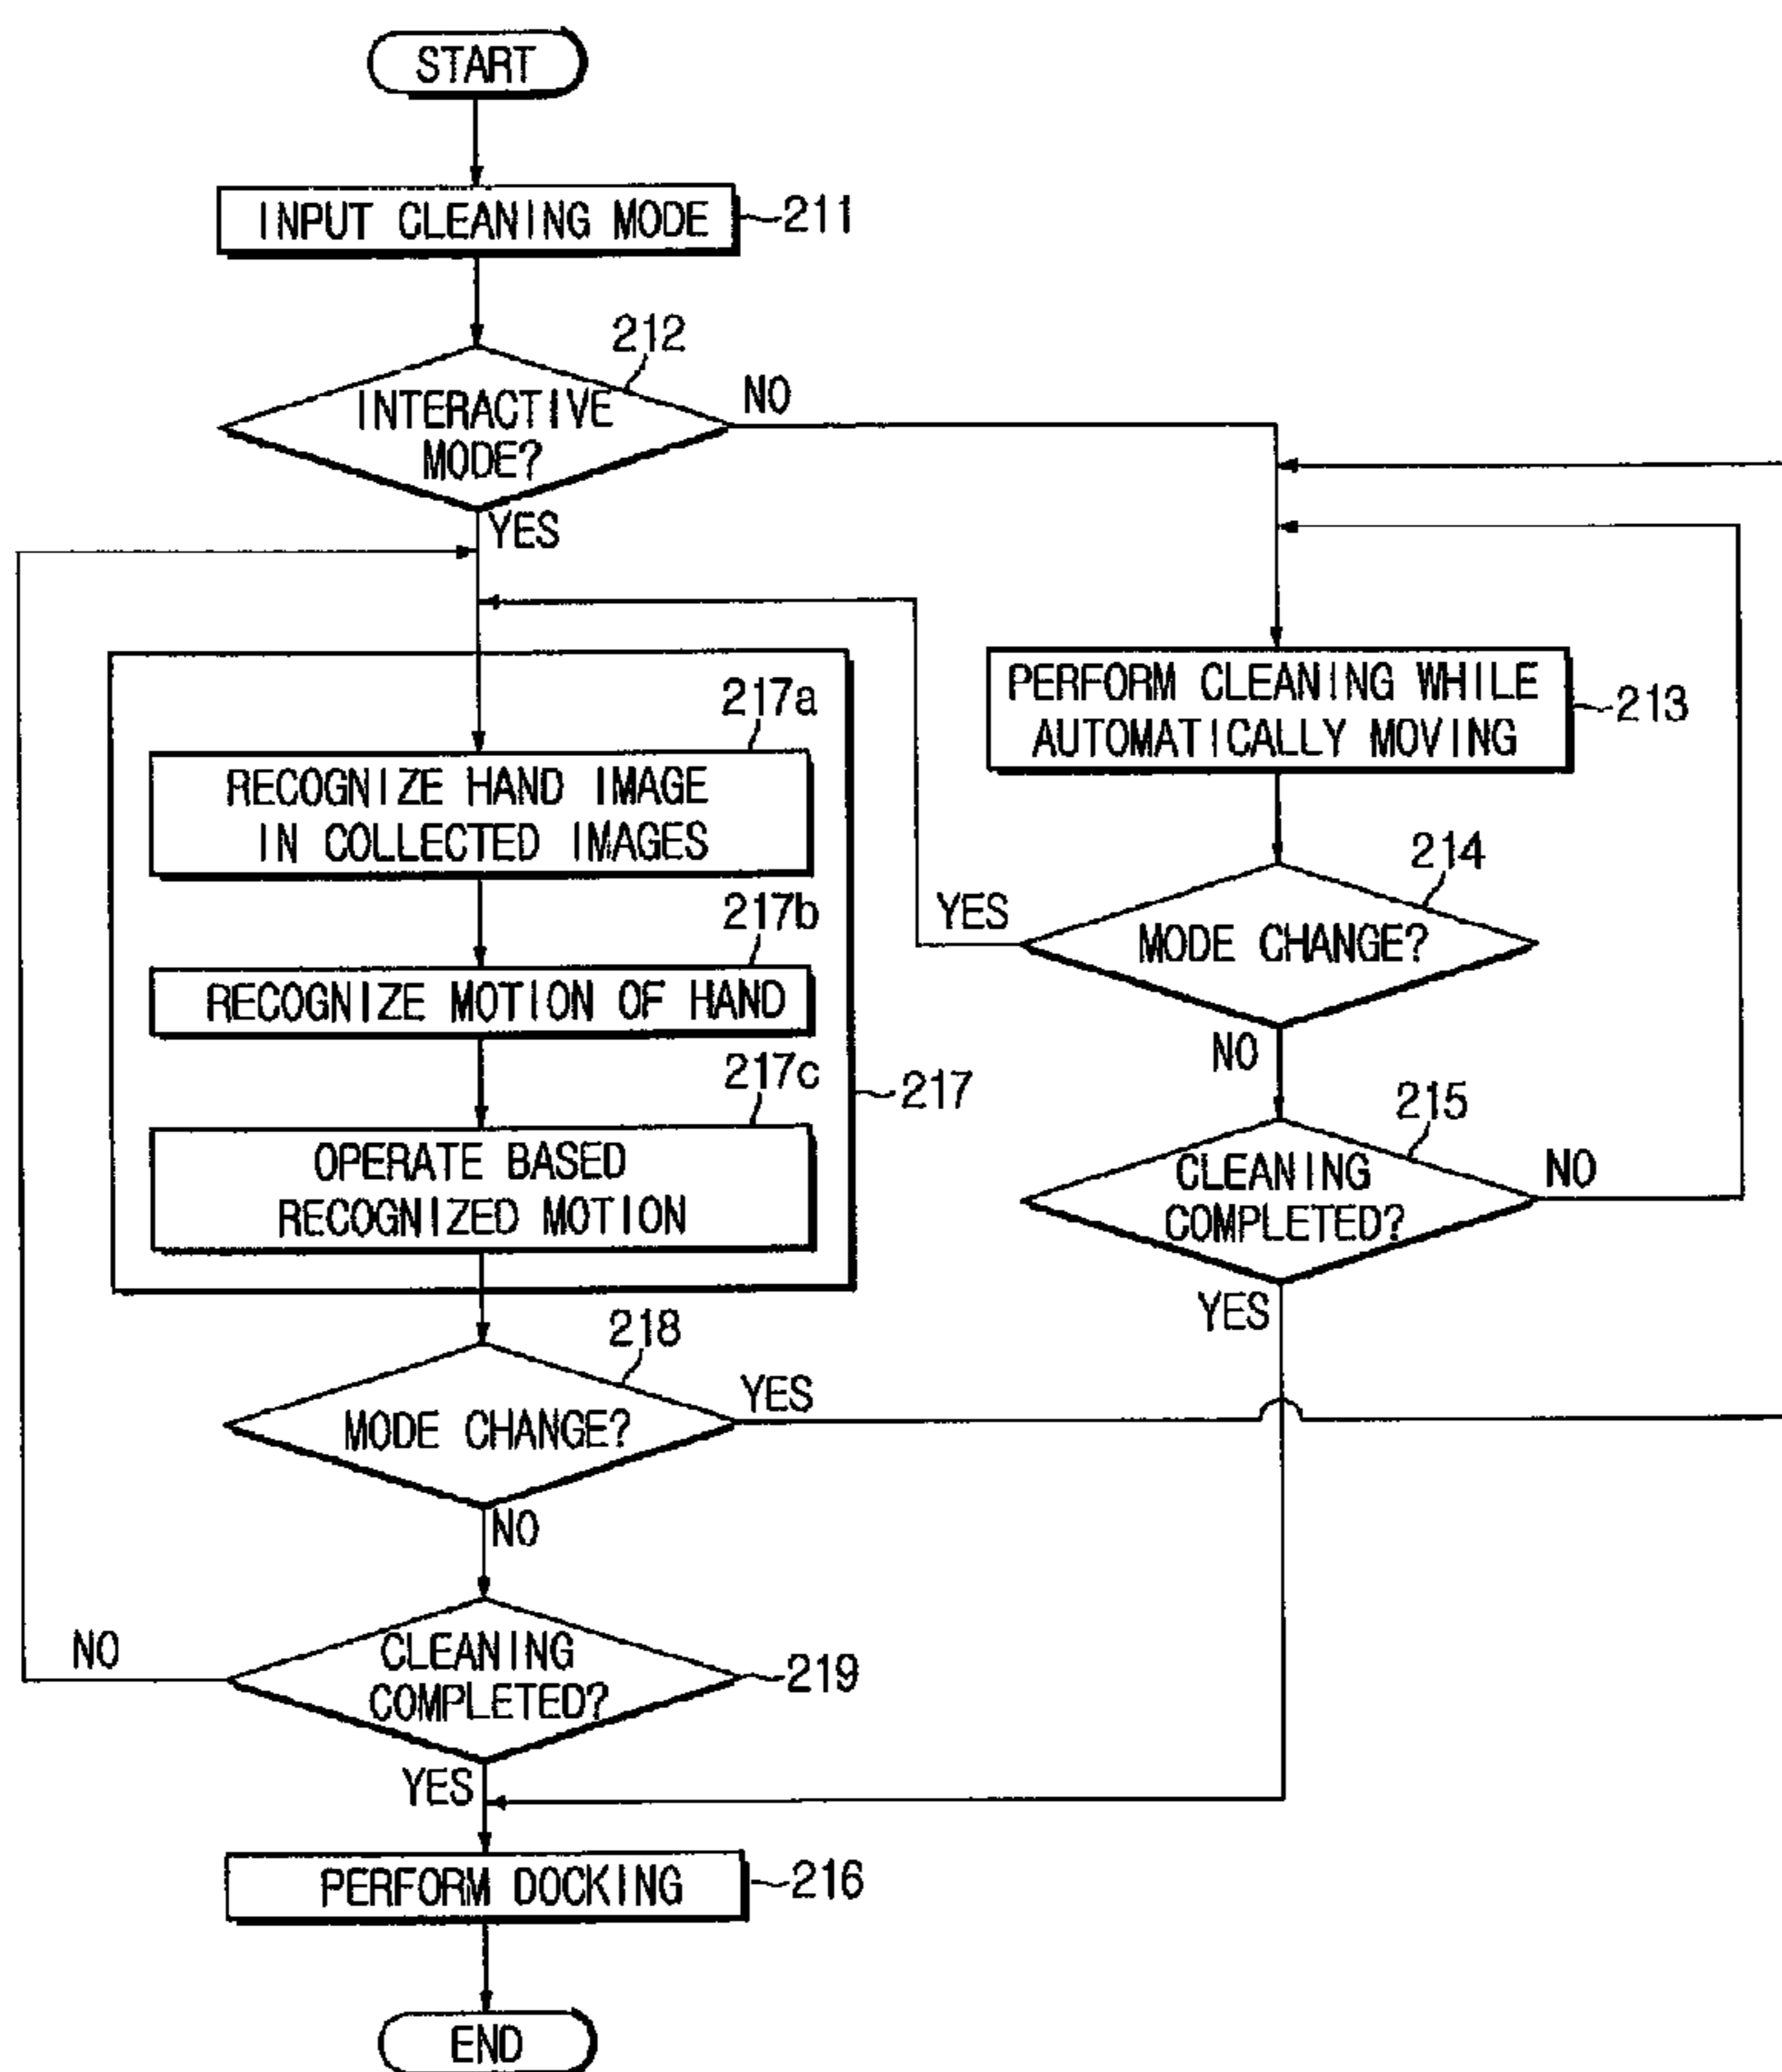 START
INPUT CLEANING MODE
211
212
INTERACTIVE
MODE?
NO
YES
217a
RECOGNIZE HAND IMAGE
IN COLLECTED IMAGES
217b
RECOGNIZE MOTION OF HAND
217c
OPERATE BASED
RECOGNIZED MOTION
217
PERFORM CLEANING WHILE
AUTOMATICALLY MOVING
213
214
YES
MODE CHANGE?
NO
215
CLEANING
COMPLETED?
NO
YES
218
MODE CHANGE?
YES
NO
NO
CLEANING
COMPLETED?
219
YES
PERFORM DOCKING
216
END